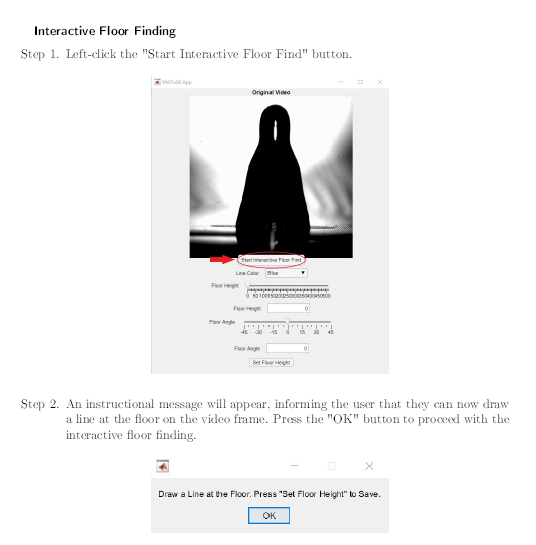 Interactive Floor Finding
Step 1. Left-click the "Start Interactive Floor Find" button.
MATLAB App
Original Video
Start Interactive Floor Find
Line Color Blue
Floor Height
0 50 100150200250300350400450500
Floor Height 0
Floor Angle
-45 -30 -15 0 15 30 45
Floor Angle 0
Set Floor Height
Step 2. An instructional message will appear, informing the user that they can now draw
a line at the floor on the video frame. Press the "OK" button to proceed with the
interactive floor finding.
Draw a Line at the Floor. Press "Set Floor Height" to Save.
OK